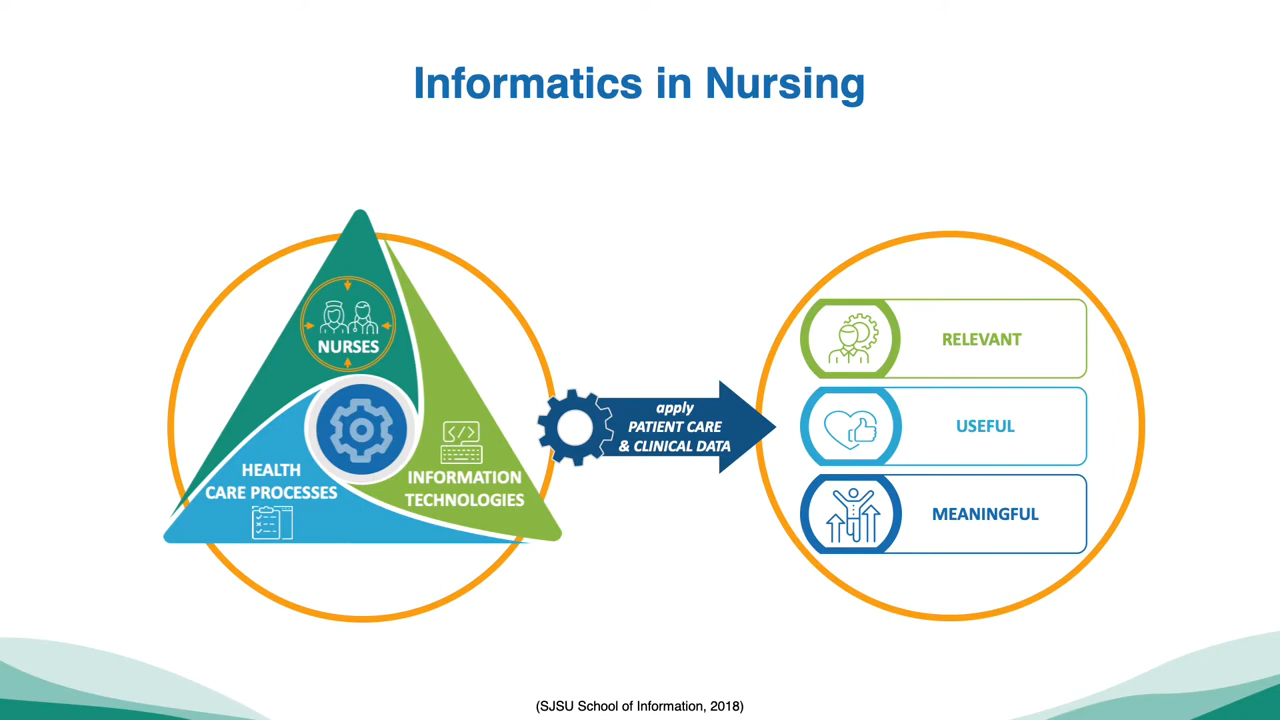 Informatics in Nursing
NURSES
HEALTH
CARE PROCESSES
INFORMATION
TECHNOLOGIES
apply
PATIENT CARE
& CLINICAL DATA
RELEVANT
USEFUL
MEANINGFUL
(SJSU School of Information, 2018)